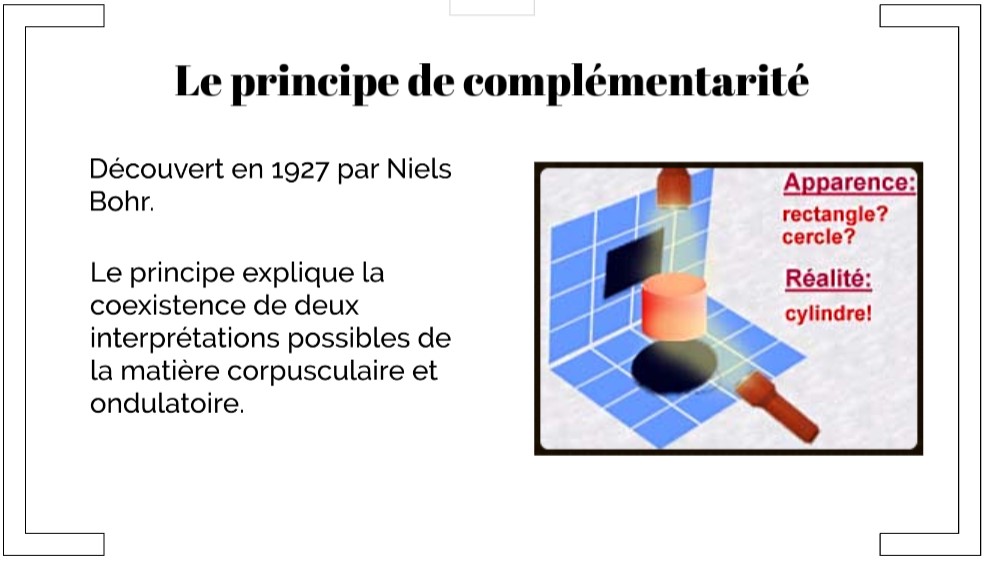 Le principe de complémentarité
Découvert en 1927 par Niels
Bohr.
Le principe explique la
coexistence de deux
interprétations possibles de
la matière corpusculaire et
ondulatoire.
Apparence:
rectangle?
cercle?
Réalité:
cylindre!